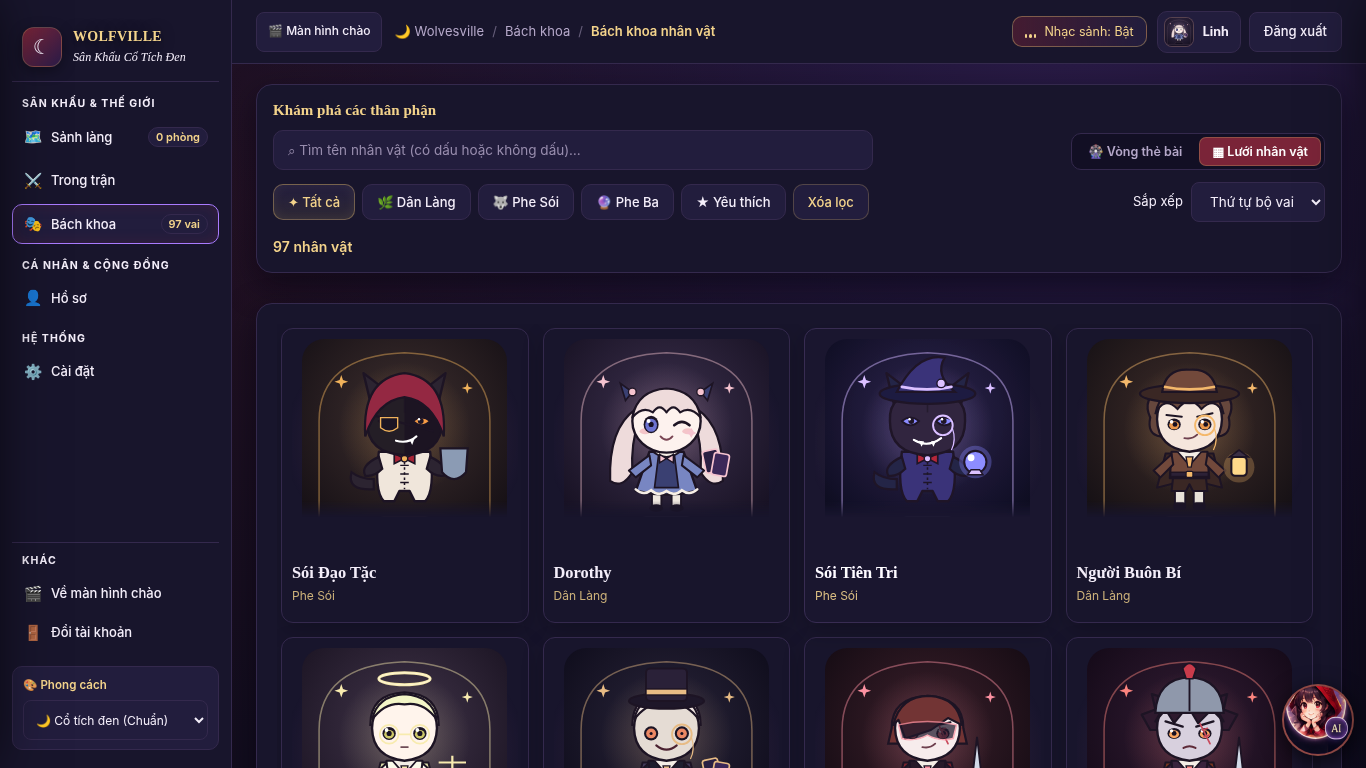 WOLFVILLE
Sân Khấu Cổ Tích Đen
SÂN KHẤU & THẾ GIỚI
Sảnh làng
0 phòng
Trong trận
Bách khoa
97 vai
CÁ NHÂN & CỘNG ĐỒNG
Hồ sơ
HỆ THỐNG
Cài đặt
KHÁC
Về màn hình chào
Đổi tài khoản
Phong cách
Cổ tích đen (Chuẩn)
Màn hình chào
Wolvesville / Bách khoa / Bách khoa nhân vật
Nhạc sảnh: Bật
Linh
Đăng xuất
Khám phá các thân phận
Tìm tên nhân vật (có dấu hoặc không dấu)...
Vòng thẻ bài
Lưới nhân vật
Tất cả
Dân Làng
Phe Sói
Phe Ba
Yêu thích
Xóa lọc
Sắp xếp
Thứ tự bộ vai
97 nhân vật
Sói Đạo Tặc
Phe Sói
Dorothy
Dân Làng
Sói Tiên Tri
Phe Sói
Người Buôn Bí
Dân Làng
AI